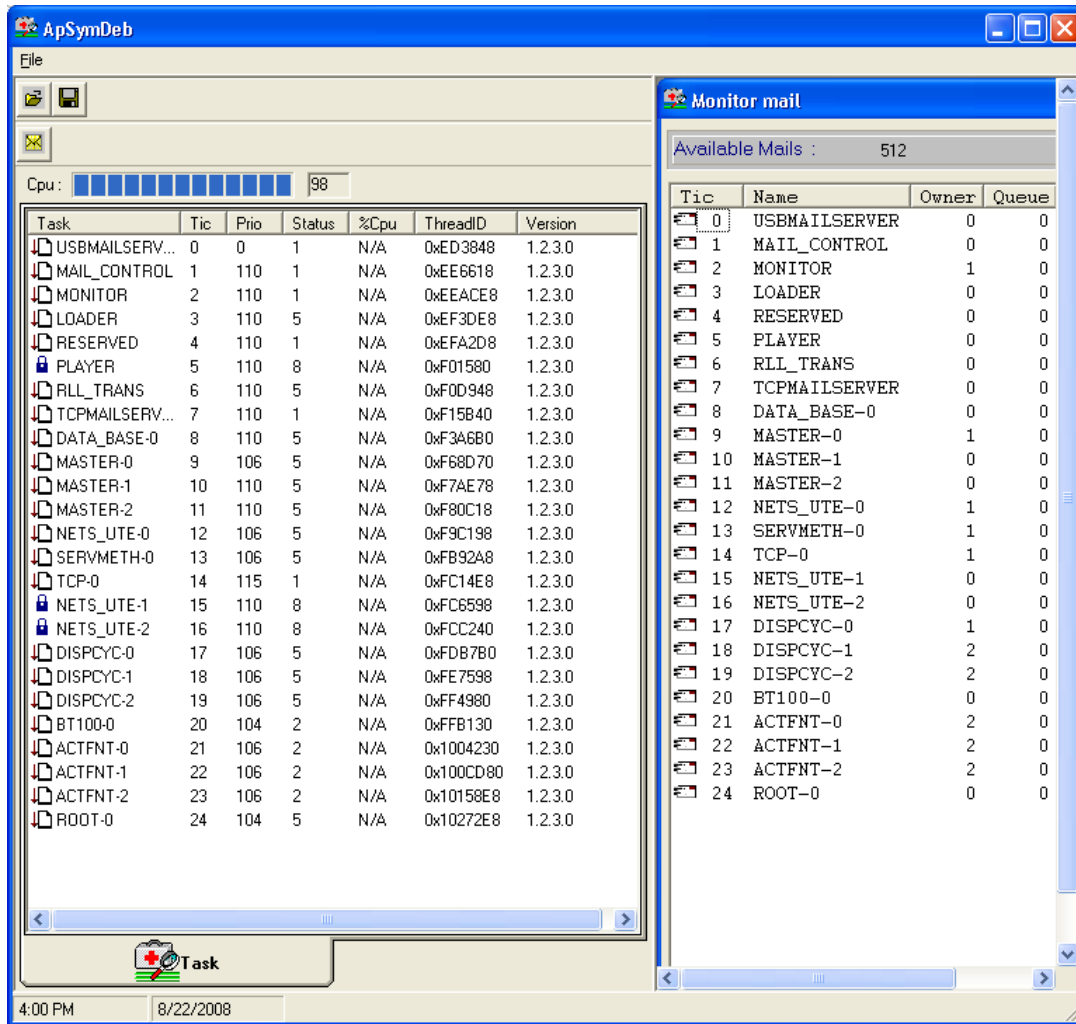 ApSymDeb
File
Cpu : 98
Task Tic Prio Status %Cpu ThreadID Version
USBMAILSERV... 0 0 1 N/A 0xED3848 1.2.3.0
MAIL_CONTROL 1 110 1 N/A 0xEE6618 1.2.3.0
MONITOR 2 110 1 N/A 0xEEACE8 1.2.3.0
LOADER 3 110 5 N/A 0xEF3DE8 1.2.3.0
RESERVED 4 110 1 N/A 0xEFA2D8 1.2.3.0
PLAYER 5 110 8 N/A 0xF01580 1.2.3.0
RLL_TRANS 6 110 5 N/A 0xF0D948 1.2.3.0
TCPMAILSERV... 7 110 1 N/A 0xF15B40 1.2.3.0
DATA_BASE-0 8 110 5 N/A 0xF3A6B0 1.2.3.0
MASTER-0 9 106 5 N/A 0xF68D70 1.2.3.0
MASTER-1 10 110 5 N/A 0xF7AE78 1.2.3.0
MASTER-2 11 110 5 N/A 0xF80C18 1.2.3.0
NETS_UTE-0 12 106 5 N/A 0xF9C198 1.2.3.0
SERVMETH-0 13 106 5 N/A 0xFB92A8 1.2.3.0
TCP-0 14 115 1 N/A 0xFC14E8 1.2.3.0
NETS_UTE-1 15 110 8 N/A 0xFC6598 1.2.3.0
NETS_UTE-2 16 110 8 N/A 0xFCC240 1.2.3.0
DISPCYC-0 17 106 5 N/A 0xFDB7B0 1.2.3.0
DISPCYC-1 18 106 5 N/A 0xFE7598 1.2.3.0
DISPCYC-2 19 106 5 N/A 0xFF4980 1.2.3.0
BT100-0 20 104 2 N/A 0xFFB130 1.2.3.0
ACTFNT-0 21 106 2 N/A 0x1004230 1.2.3.0
ACTFNT-1 22 106 2 N/A 0x100CD80 1.2.3.0
ACTFNT-2 23 106 2 N/A 0x10158E8 1.2.3.0
ROOT-0 24 104 5 N/A 0x10272E8 1.2.3.0
Task
Monitor mail
Available Mails : 512
Tic Name Owner Queue
0 USBMAILSERVER 0 0
1 MAIL_CONTROL 0 0
2 MONITOR 1 0
3 LOADER 0 0
4 RESERVED 0 0
5 PLAYER 0 0
6 RLL_TRANS 0 0
7 TCPMAILSERVER 0 0
8 DATA_BASE-0 0 0
9 MASTER-0 1 0
10 MASTER-1 0 0
11 MASTER-2 0 0
12 NETS_UTE-0 1 0
13 SERVMETH-0 1 0
14 TCP-0 1 0
15 NETS_UTE-1 0 0
16 NETS_UTE-2 0 0
17 DISPCYC-0 1 0
18 DISPCYC-1 2 0
19 DISPCYC-2 2 0
20 BT100-0 0 0
21 ACTFNT-0 2 0
22 ACTFNT-1 2 0
23 ACTFNT-2 2 0
24 ROOT-0 0 0
4:00 PM 8/22/2008